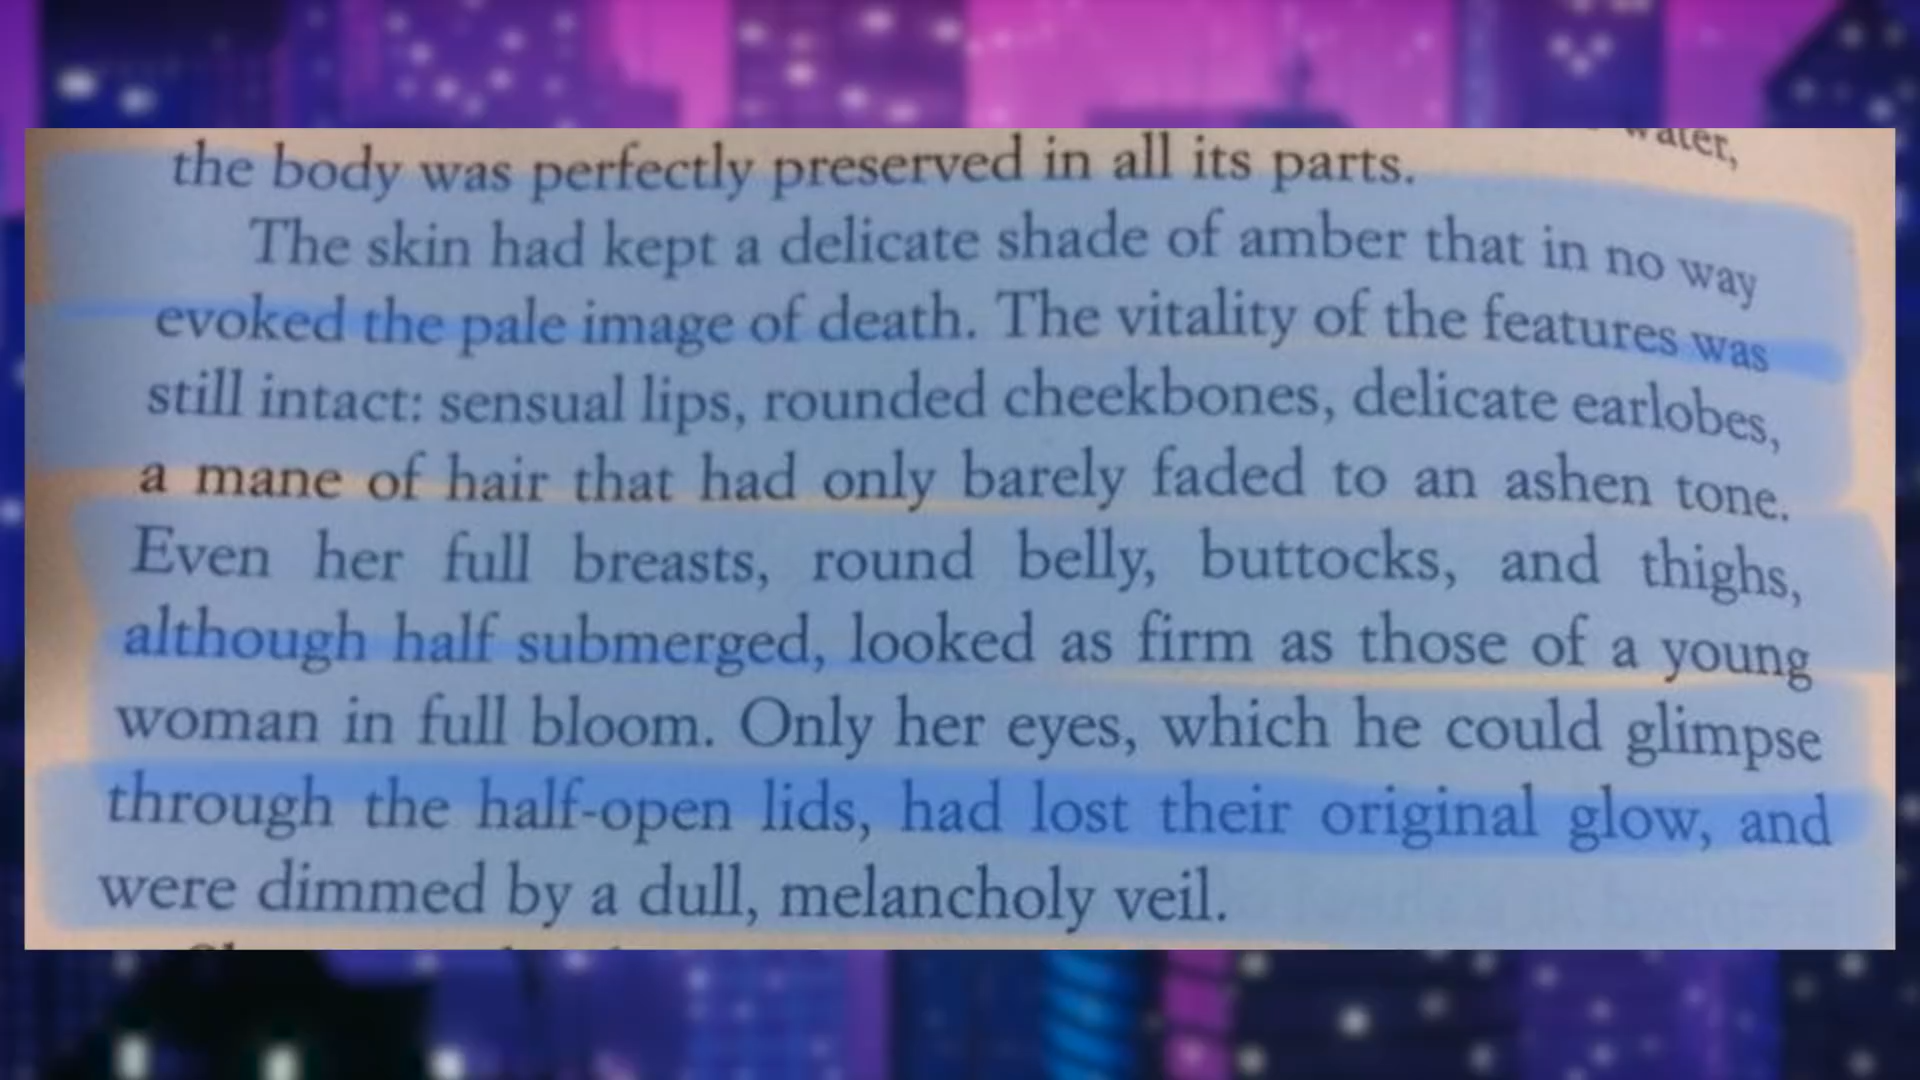 water,
the body was perfectly preserved in all its parts.
The skin had kept a delicate shade of amber that in no way
evoked the pale image of death. The vitality of the features was
still intact: sensual lips, rounded cheekbones, delicate earlobes,
a mane of hair that had only barely faded to an ashen tone.
Even her full breasts, round belly, buttocks, and thighs,
although half submerged, looked as firm as those of a young
woman in full bloom. Only her eyes, which he could glimpse
through the half-open lids, had lost their original glow, and
were dimmed by a dull, melancholy veil.